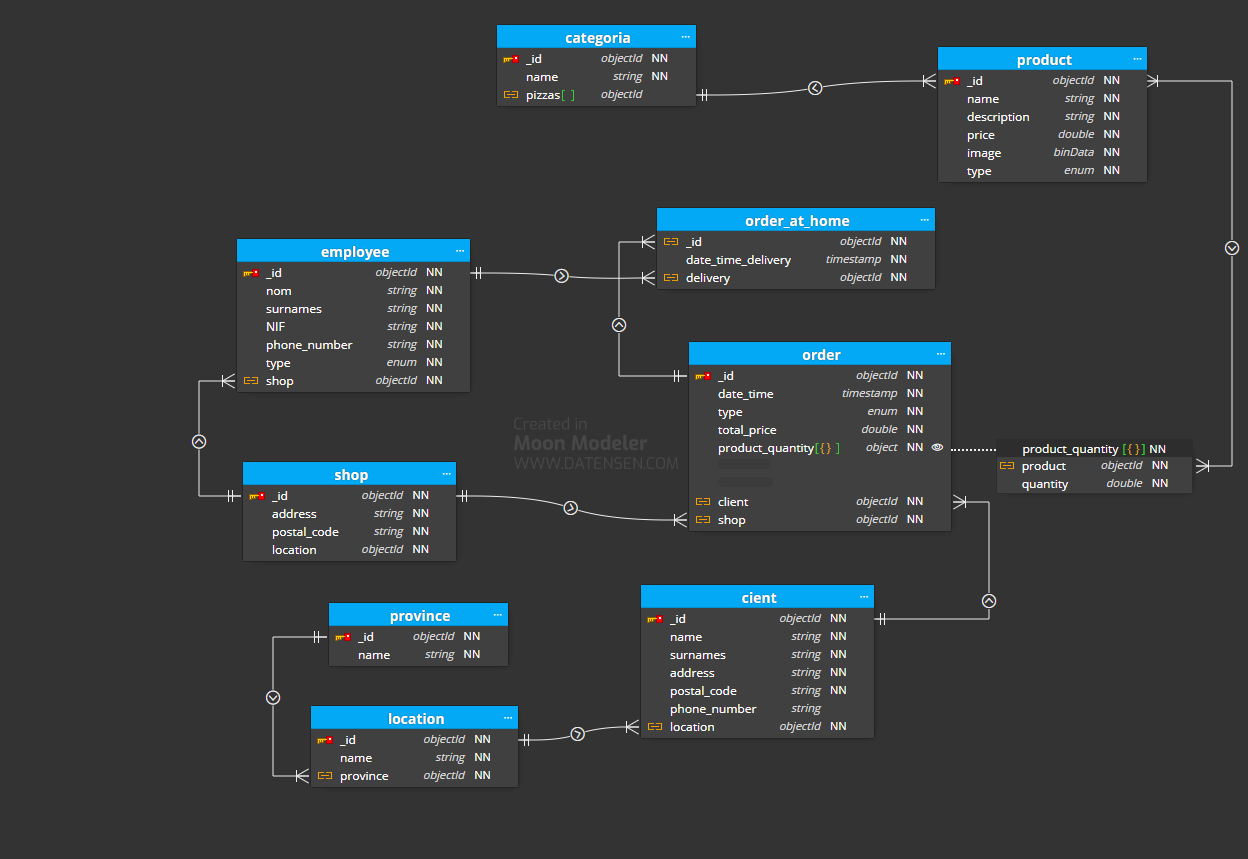 categoria ...
_id objectId NN
name string NN
pizzas[ ] objectId
product ...
_id objectId NN
name string NN
description string NN
price double NN
image binData NN
type enum NN
order_at_home ...
_id objectId NN
date_time_delivery timestamp NN
delivery objectId NN
employee ...
_id objectId NN
nom string NN
surnames string NN
NIF string NN
phone_number string NN
type enum NN
shop objectId NN
order ...
_id objectId NN
date_time timestamp NN
type enum NN
total_price double NN
product_quantity[{} ] object NN
client objectId NN
shop objectId NN
product_quantity [{}] NN
product objectId NN
quantity double NN
Created in
Moon Modeler
WWW.DATENSEN.COM
shop ...
_id objectId NN
address string NN
postal_code string NN
location objectId NN
cient ...
_id objectId NN
name string NN
surnames string NN
address string NN
postal_code string NN
phone_number string
location objectId NN
province ...
_id objectId NN
name string NN
location ...
_id objectId NN
name string NN
province objectId NN